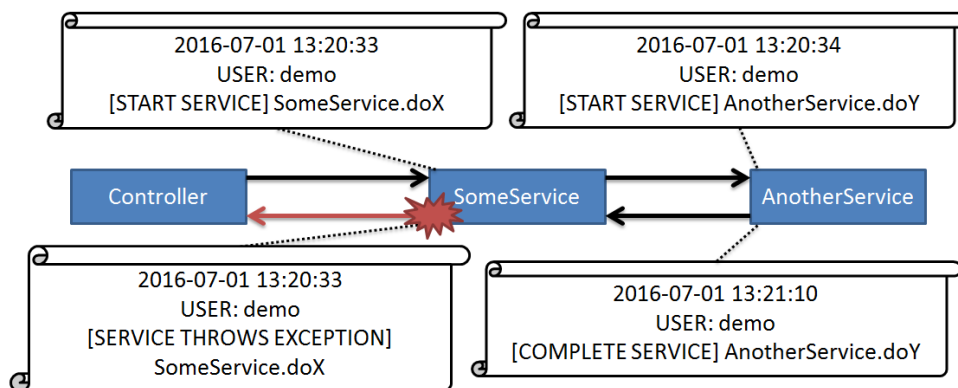 2016-07-01 13:20:33
USER: demo
[START SERVICE] SomeService.doX
2016-07-01 13:20:34
USER: demo
[START SERVICE] AnotherService.doY
Controller
SomeService
AnotherService
2016-07-01 13:20:33
USER: demo
[SERVICE THROWS EXCEPTION]
SomeService.doX
2016-07-01 13:21:10
USER: demo
[COMPLETE SERVICE] AnotherService.doY